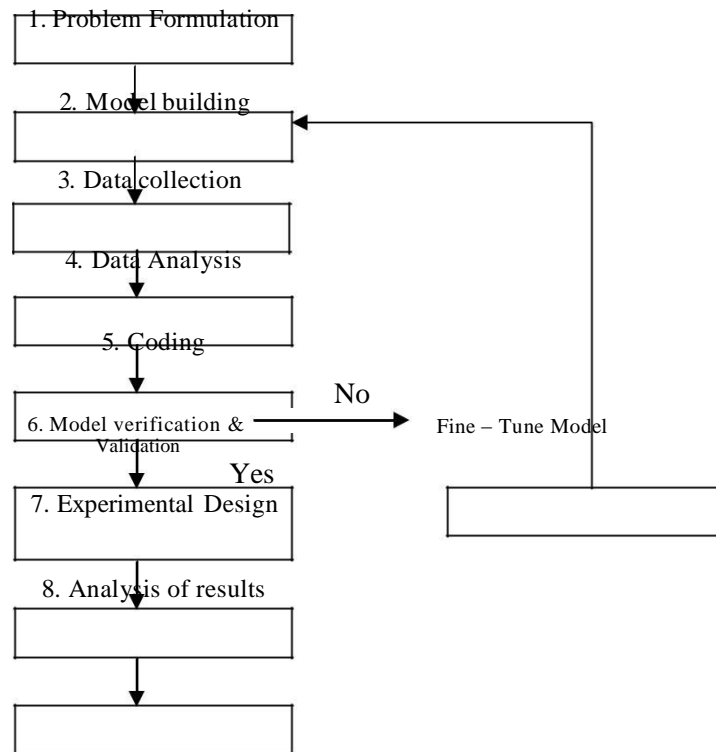 1. Problem Formulation
2. Model building
3. Data collection
4. Data Analysis
5. Coding
No
6. Model verification &
Validation
Fine – Tune Model
Yes
7. Experimental Design
8. Analysis of results